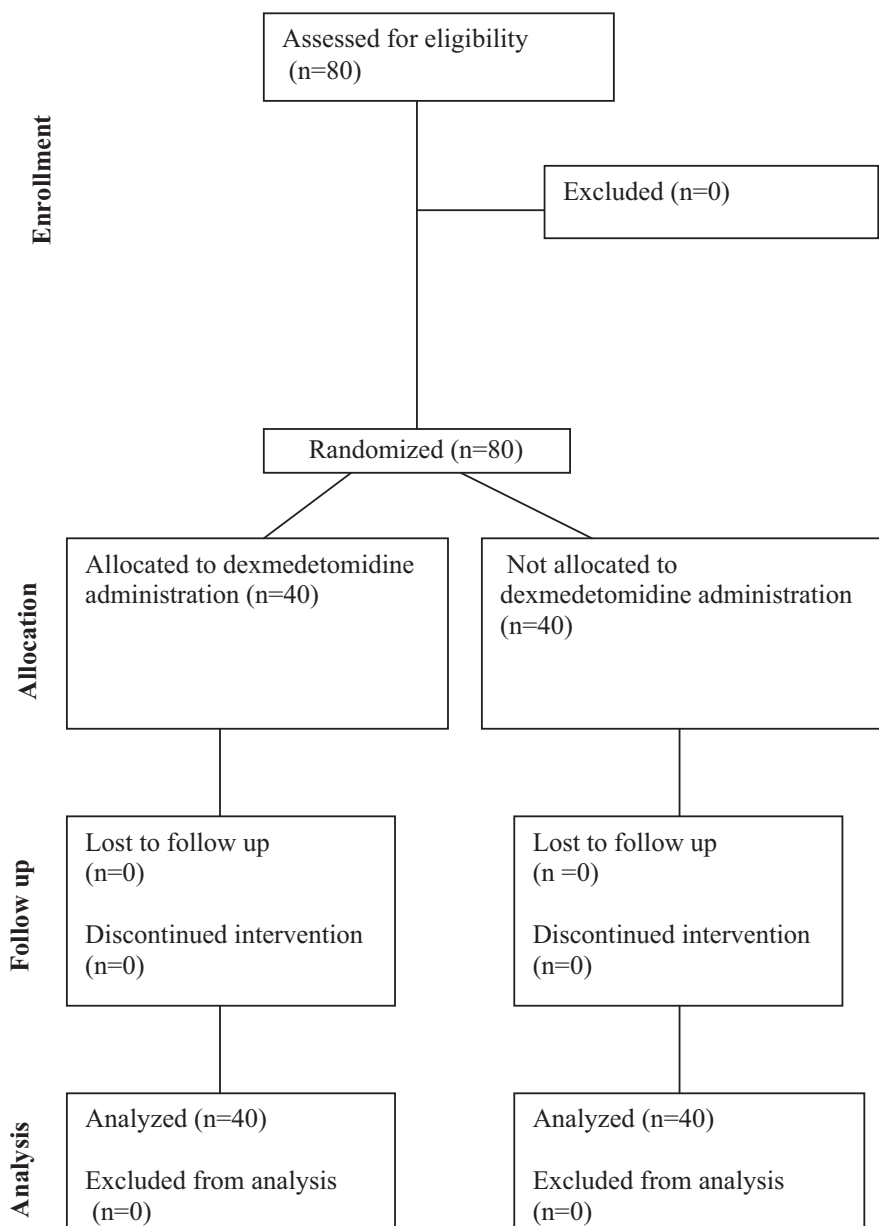 Assessed for eligibility
(n=80)
Enrollment
Excluded (n=0)
Randomized (n=80)
Allocation
Allocated to dexmedetomidine
administration (n=40)
Not allocated to
dexmedetomidine administration
(n=40)
Follow up
Lost to follow up
(n=0)
Discontinued intervention
(n=0)
Lost to follow up
(n =0)
Discontinued intervention
(n=0)
Analysis
Analyzed (n=40)
Excluded from analysis
(n=0)
Analyzed (n=40)
Excluded from analysis
(n=0)